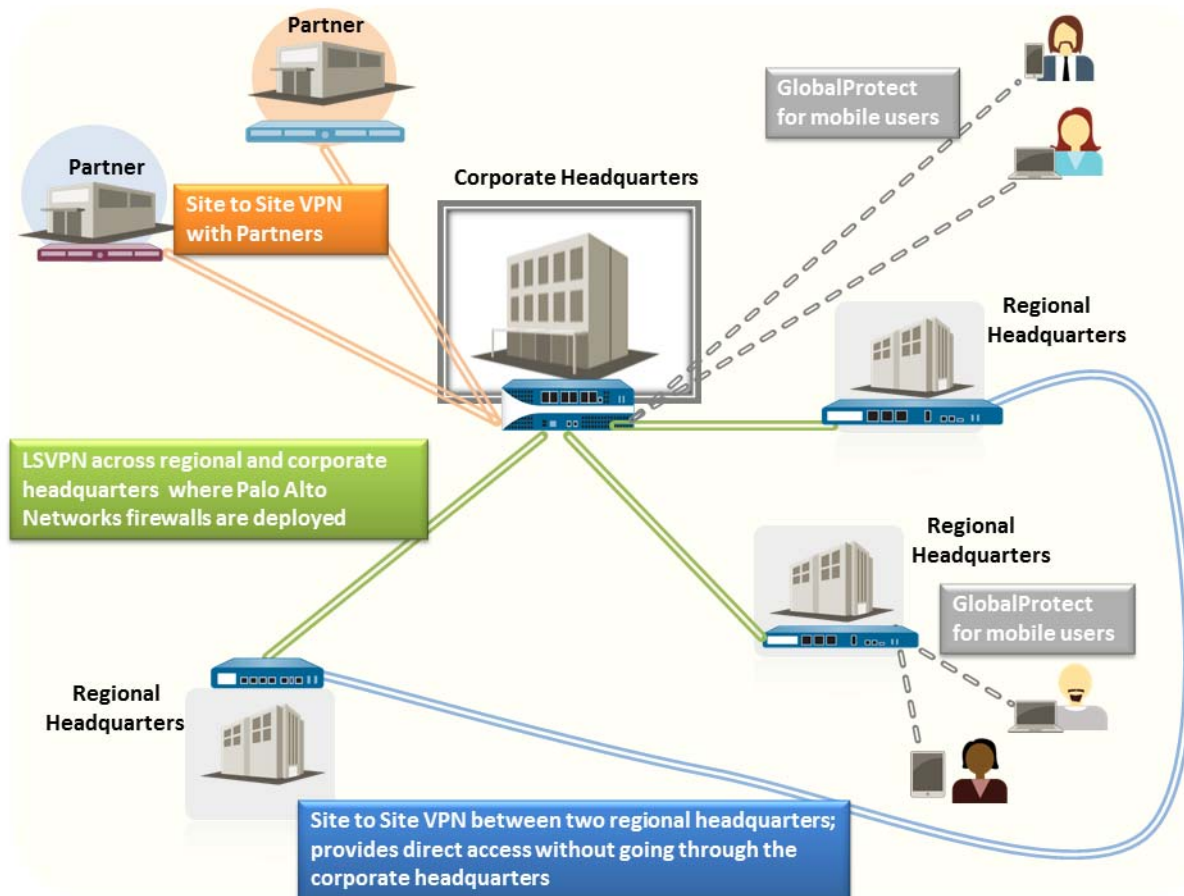 Partner
Partner
Site to Site VPN
with Partners
Corporate Headquarters
GlobalProtect
for mobile users
Regional
Headquarters
LSVPN across regional and corporate
headquarters where Palo Alto
Networks firewalls are deployed
Regional
Headquarters
GlobalProtect
for mobile users
Regional
Headquarters
Site to Site VPN between two regional headquarters;
provides direct access without going through the
corporate headquarters